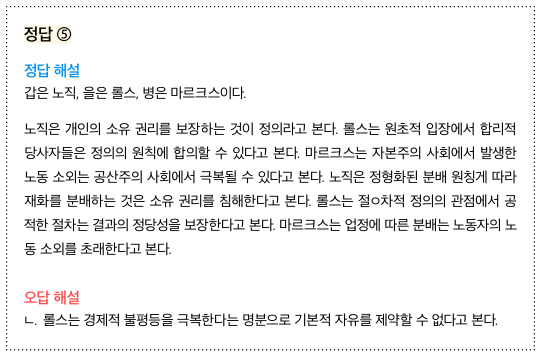 정답 ⑤
정답 해설
갑은 노직, 을은 롤스, 병은 마르크스이다.
노직은 개인의 소유 권리를 보장하는 것이 정의라고 본다. 롤스는 원초적 입장에서 합리적
당사자들은 정의의 원칙에 합의할 수 있다고 본다. 마르크스는 자본주의 사회에서 발생한
노동 소외는 공산주의 사회에서 극복될 수 있다고 본다. 노직은 정형화된 분배 원칭게 따라
재화를 분배하는 것은 소유 권리를 침해한다고 본다. 롤스는 절ㅇ차적 정의의 관점에서 공
적한 절차는 결과의 정당성을 보장한다고 본다. 마르크스는 업정에 따른 분배는 노동자의 노
동 소외를 초래한다고 본다.
오답 해설
ㄴ. 롤스는 경제적 불평등을 극복한다는 명분으로 기본적 자유를 제약할 수 없다고 본다.